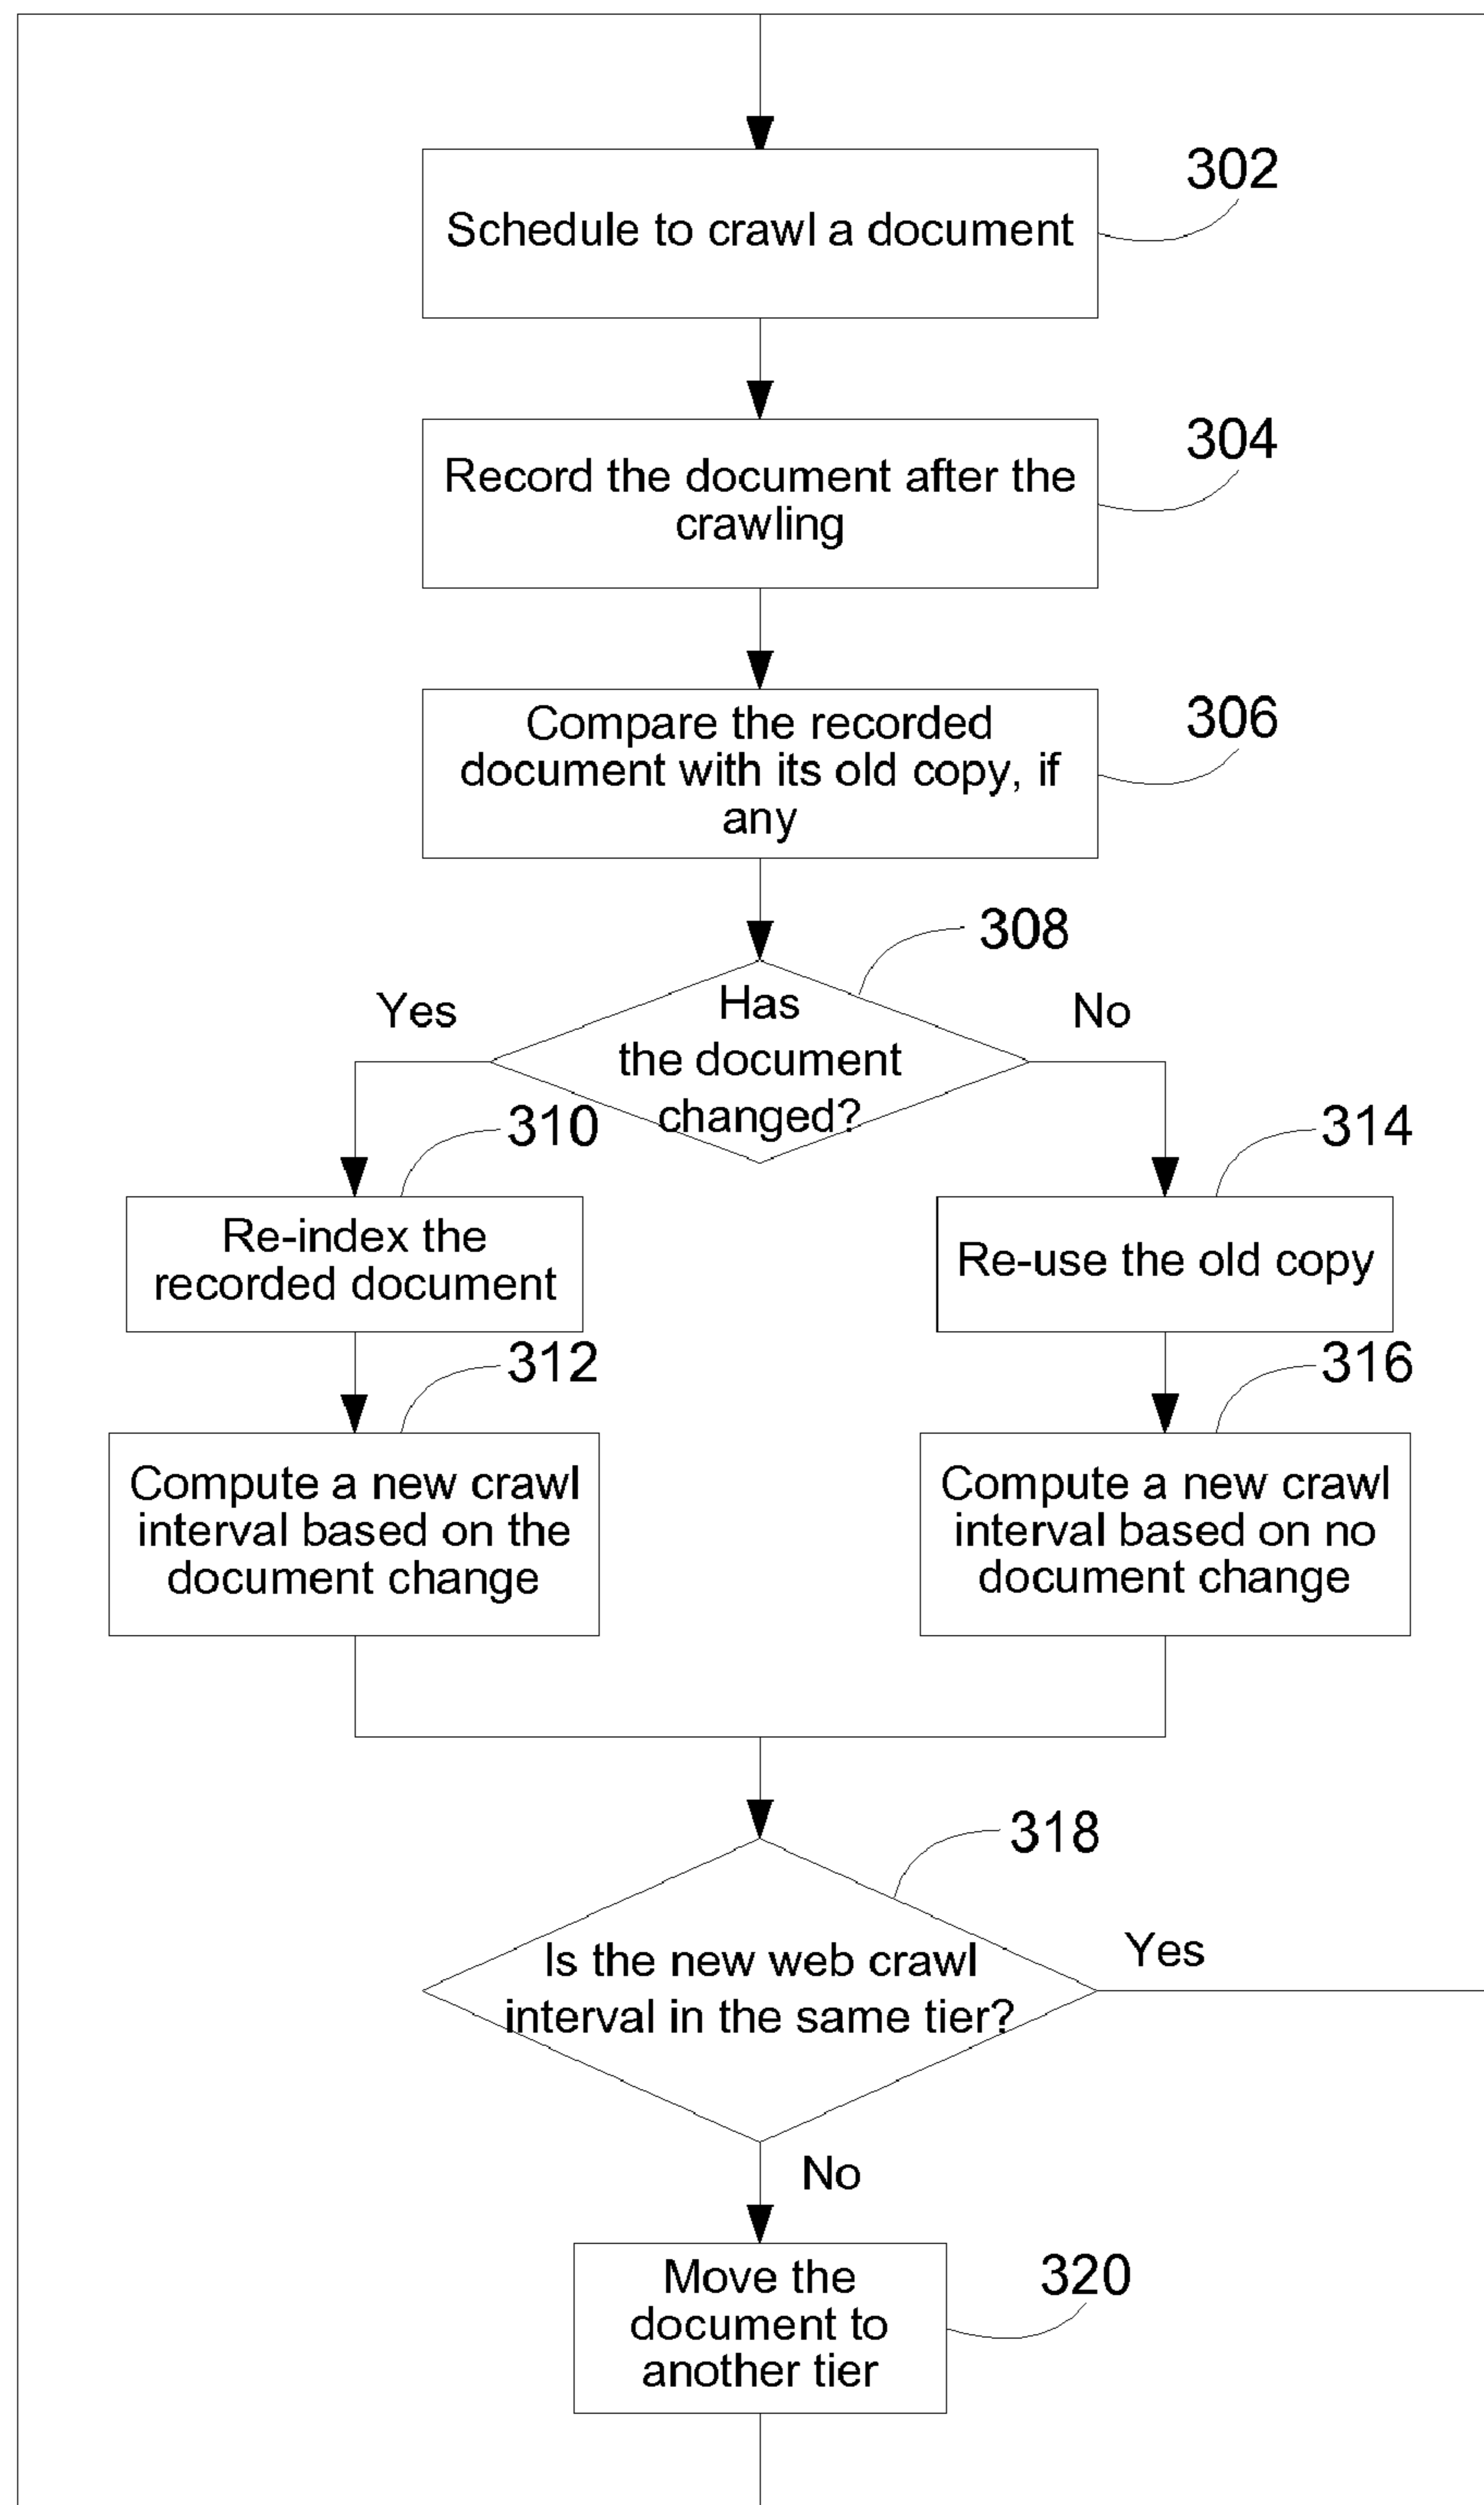 302
Schedule to crawl a document
304
Record the document after the
crawling
306
Compare the recorded
document with its old copy, if
any
308
Yes
Has
the document
changed?
No
310
314
Re-index the
recorded document
Re-use the old copy
312
316
Compute a new crawl
interval based on the
document change
Compute a new crawl
interval based on no
document change
318
Is the new web crawl
interval in the same tier?
Yes
No
Move the
document to
another tier
320